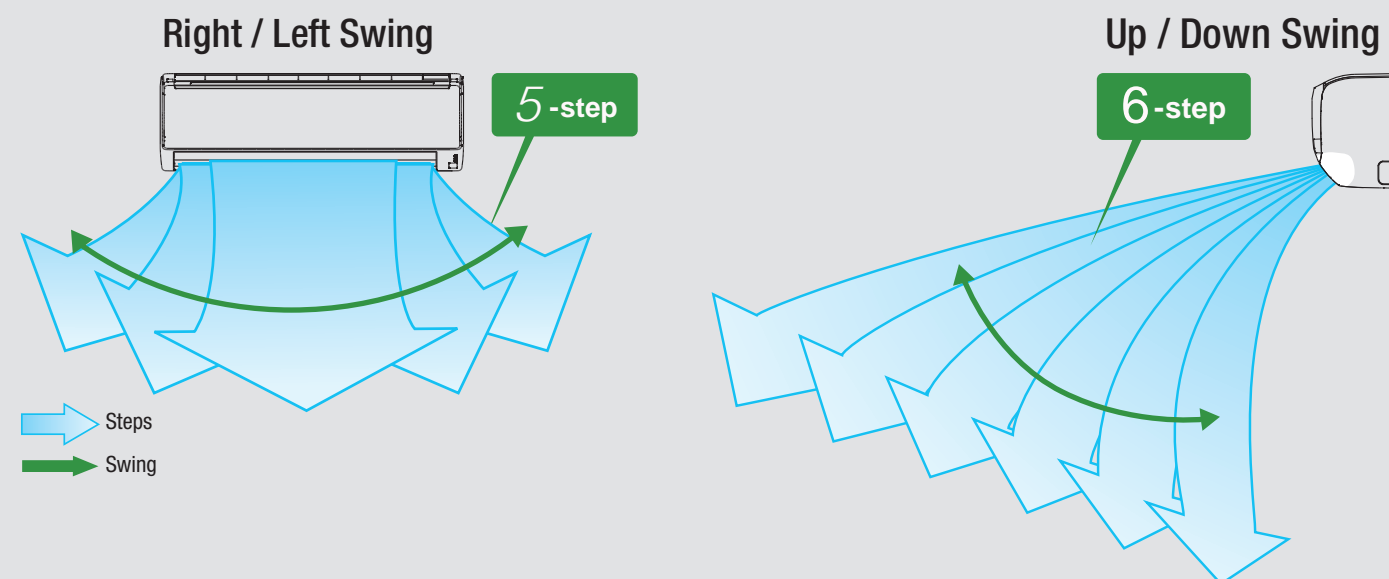 Right / Left Swing
5-step
Steps
Swing
Up / Down Swing
6-step